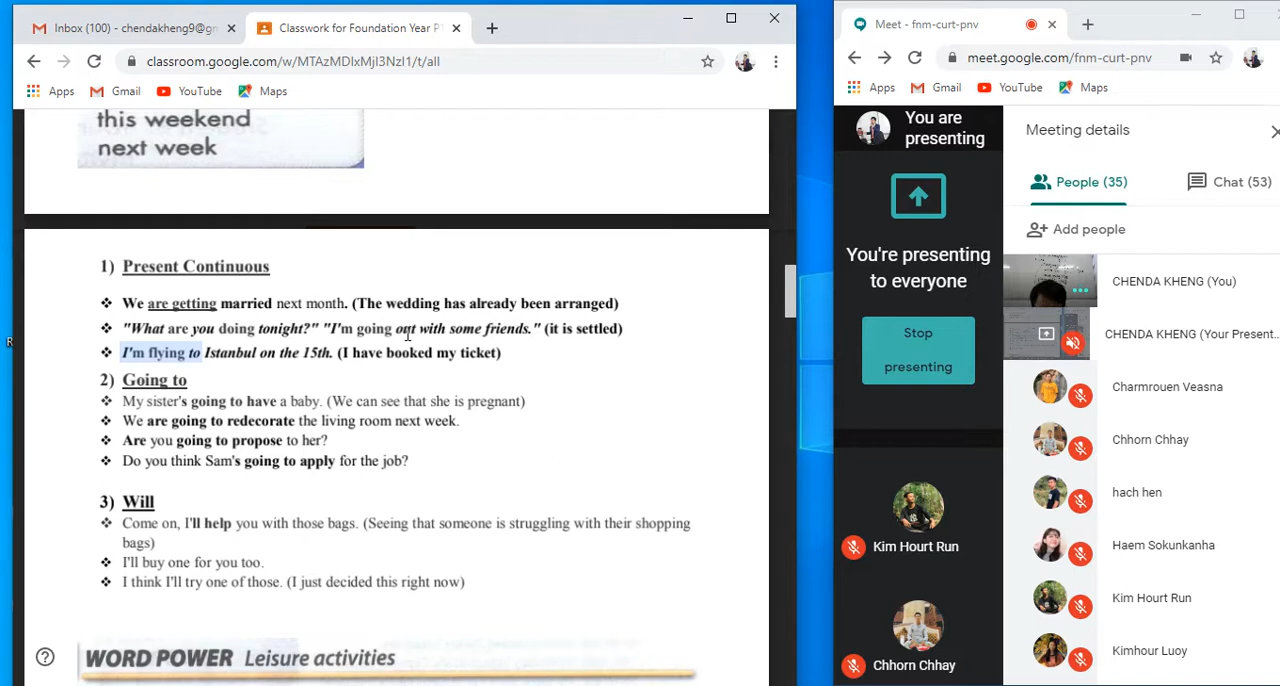 Inbox (100) - chendakheng9@gm
Classwork for Foundation Year P
classroom.google.com/w/MTAzMDIxMjI3NzI1/t/all
Apps
Gmail
YouTube
Maps
this weekend
next week
1) Present Continuous
❖ We are getting married next month. (The wedding has already been arranged)
❖ "What are you doing tonight?" "I'm going out with some friends." (it is settled)
❖ I'm flying to Istanbul on the 15th. (I have booked my ticket)
2) Going to
❖ My sister's going to have a baby. (We can see that she is pregnant)
❖ We are going to redecorate the living room next week.
❖ Are you going to propose to her?
❖ Do you think Sam's going to apply for the job?
3) Will
❖ Come on, I'll help you with those bags. (Seeing that someone is struggling with their shopping
bags)
❖ I'll buy one for you too.
❖ I think I'll try one of those. (I just decided this right now)
WORD POWER Leisure activities
Meet - fnm-curt-pnv
meet.google.com/fnm-curt-pnv
Apps
Gmail
YouTube
Maps
You are
presenting
You're presenting
to everyone
Stop
presenting
Kim Hourt Run
Chhorn Chhay
Meeting details
People (35)
Chat (53)
Add people
CHENDA KHENG (You)
CHENDA KHENG (Your Present...
Charmrouen Veasna
Chhorn Chhay
hach hen
Haem Sokunkanha
Kim Hourt Run
Kimhour Luoy